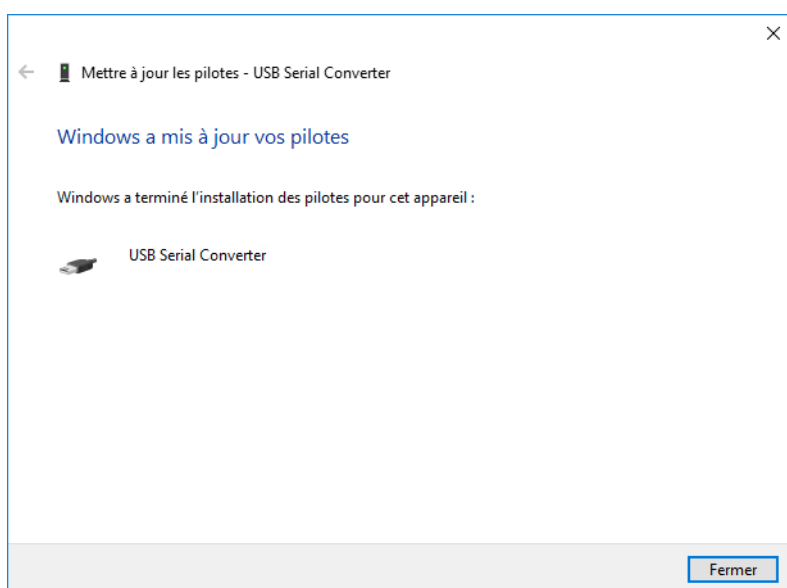 Mettre à jour les pilotes - USB Serial Converter
Windows a mis à jour vos pilotes
Windows a terminé l'installation des pilotes pour cet appareil :
USB Serial Converter
Fermer